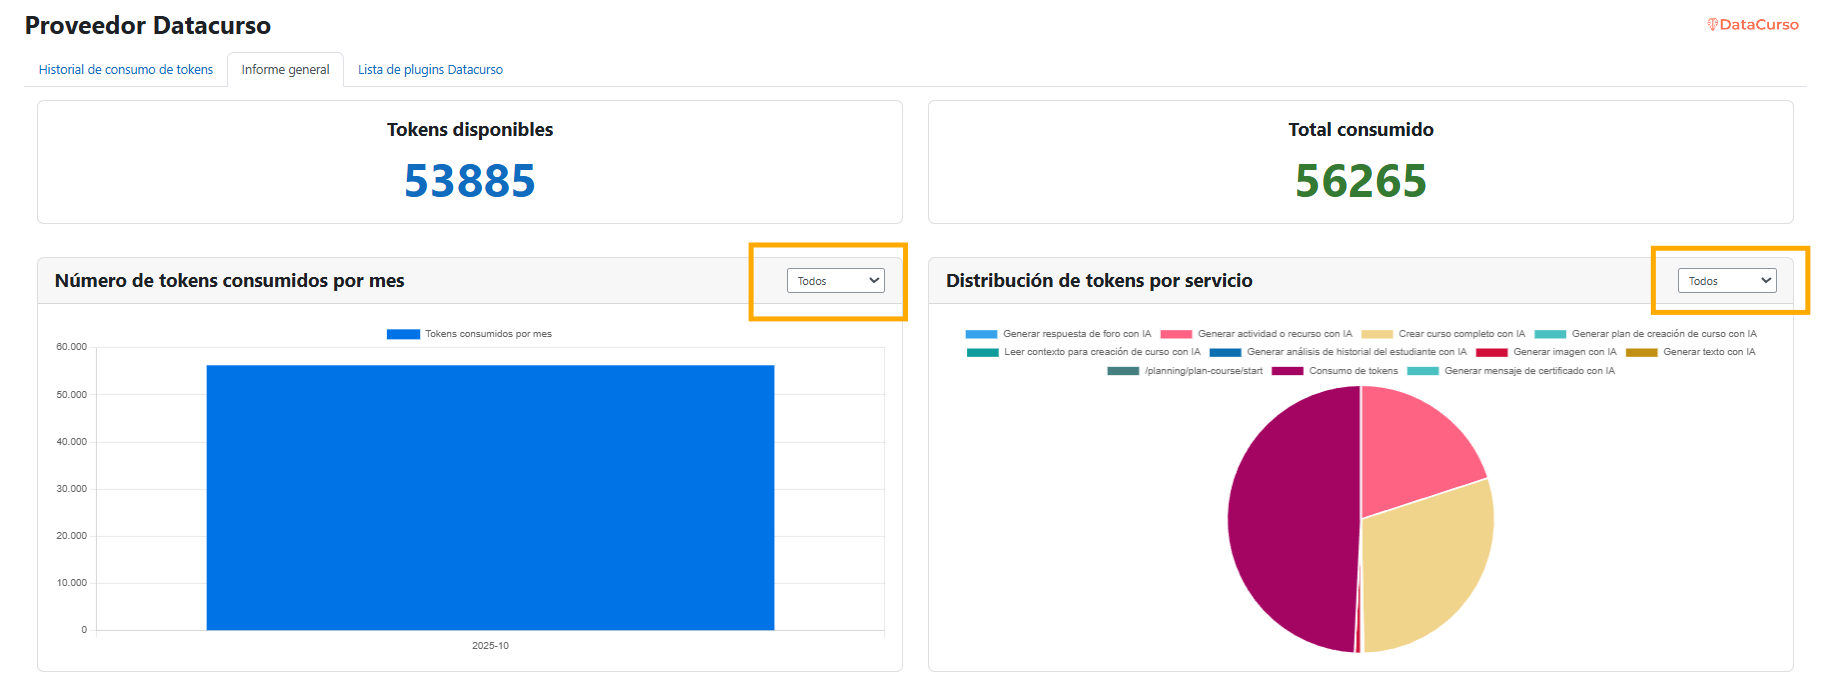 Proveedor Datacurso
DataCurso
Historial de consumo de tokens
Informe general
Lista de plugins Datacurso
Tokens disponibles
53885
Total consumido
56265
Número de tokens consumidos por mes
Todos
Tokens consumidos por mes
60.000
50.000
40.000
30.000
20.000
10.000
0
2025-10
Distribución de tokens por servicio
Todos
Generar respuesta de foro con IA
Generar actividad o recurso con IA
Crear curso completo con IA
Generar plan de creación de curso con IA
Leer contexto para creación de curso con IA
Generar análisis de historial del estudiante con IA
Generar imagen con IA
Generar texto con IA
/planning/plan-course/start
Consumo de tokens
Generar mensaje de certificado con IA